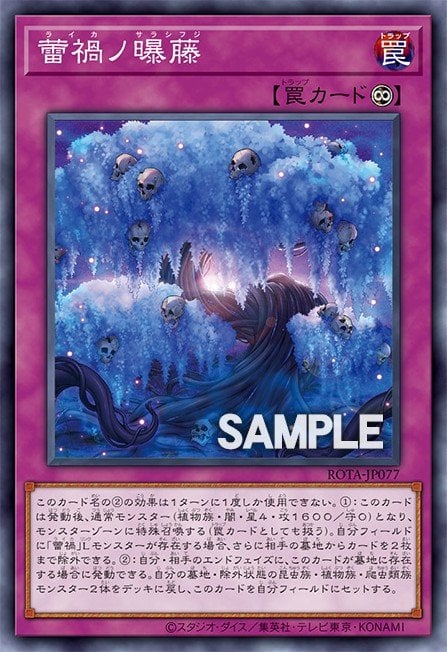 ライカ サラシフジ
蕾禍ノ曝藤
トラップ
罠
トラップ
【罠カード】
SAMPLE
ROTA-JP077
このカード名の②の効果は1ターンに1度しか使用できない。①:このカード
は発動後、通常モンスター(植物族・闇・星4・攻1600/守0)となり、
モンスターゾーンに特殊召喚する(罠カードとしても扱う)。自分フィール
ドに「蕾禍」Lモンスターが存在する場合、さらに相手の墓地からカードを2枚
まで除外できる。②:自分・相手のエンドフェイズに、このカードが墓地に存在
する場合に発動できる。自分の墓地・除外状態の昆虫族・植物族・爬虫類族
モンスター2体をデッキに戻し、このカードを自分フィールドにセットする。
©スタジオ・ダイス/集英社・テレビ東京・KONAMI